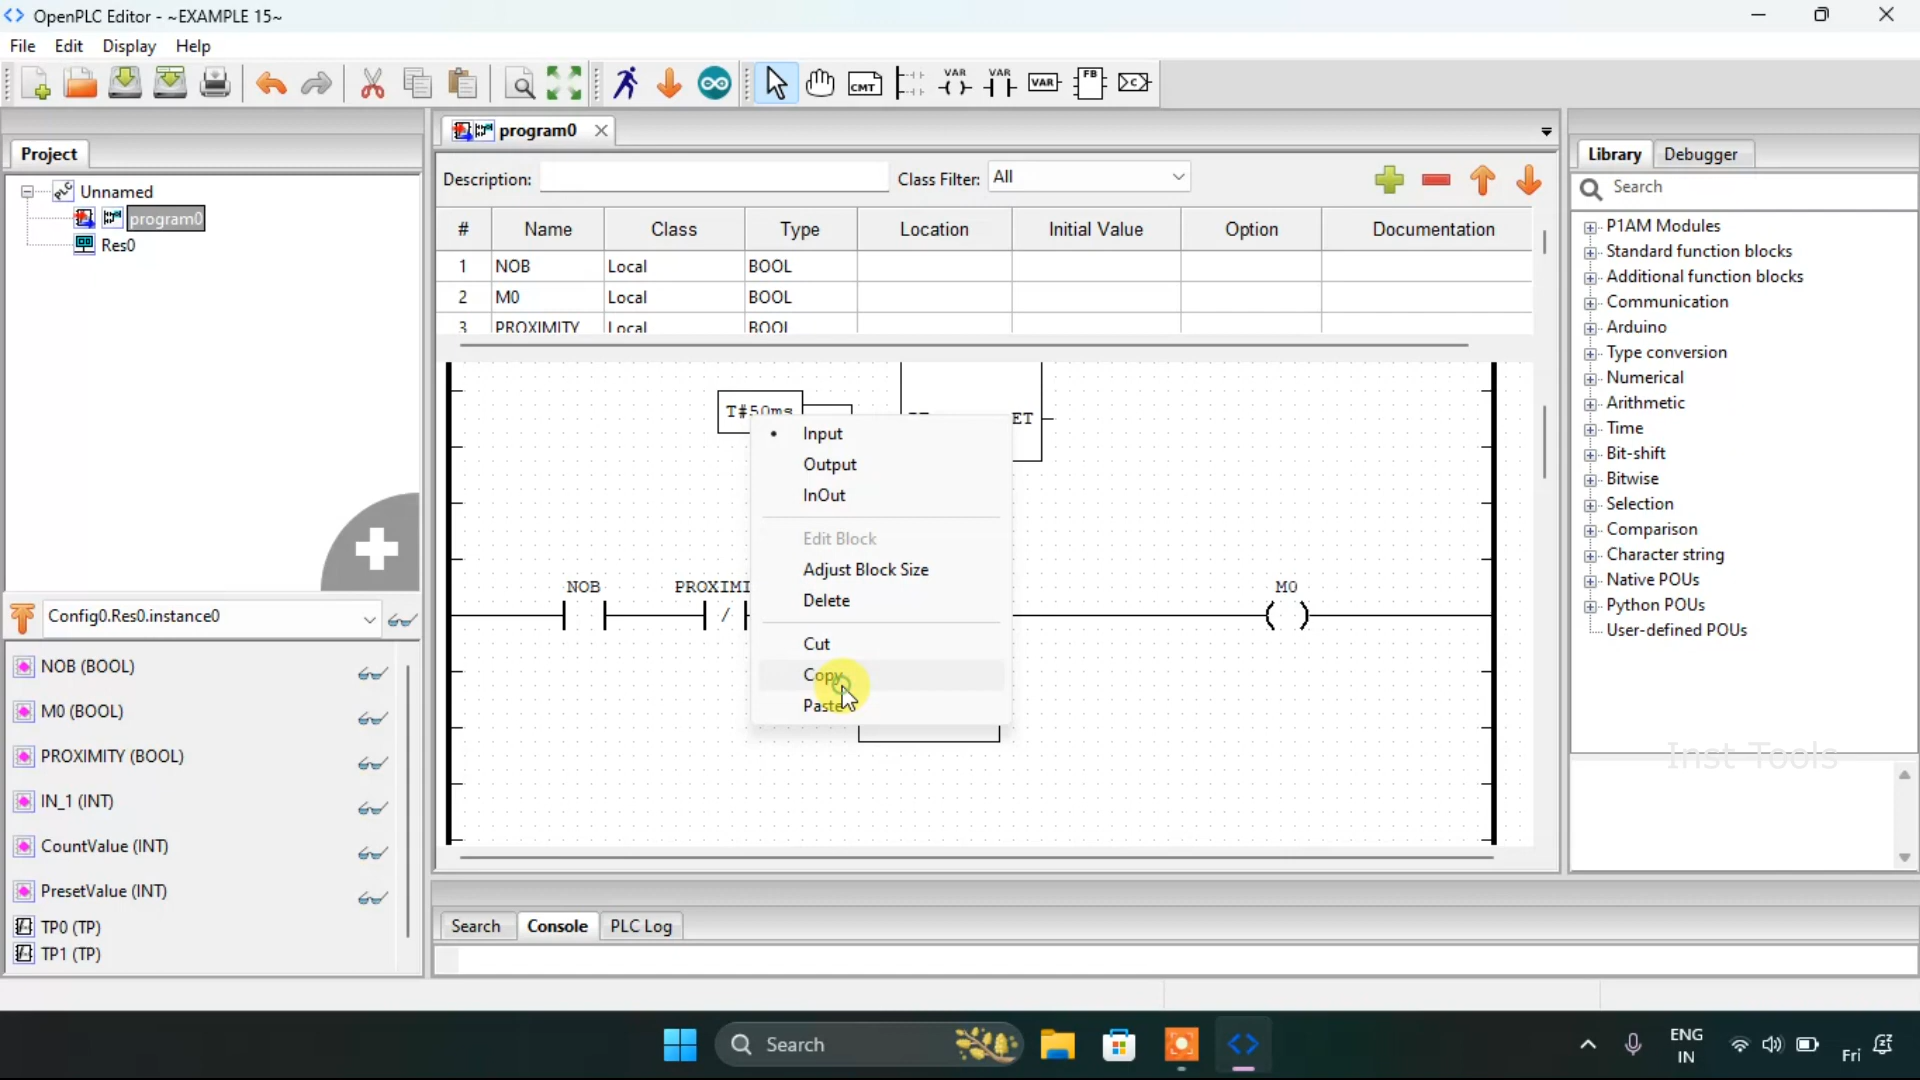 OpenPLC Editor - ~EXAMPLE 15~
File Edit Display Help
CMT VAR VAR VAR FB >C>
Project
Unnamed
program0
Res0
program0
Description: Class Filter: All
# Name Class Type Location Initial Value Option Documentation
1 NOB Local BOOL
2 M0 Local BOOL
3 PROXIMITY Local BOOL
T#50ms
ET
Input
Output
InOut
Edit Block
Adjust Block Size
Delete
Cut
Copy
Paste
NOB PROXIMI M0
Config0.Res0.instance0
NOB (BOOL)
M0 (BOOL)
PROXIMITY (BOOL)
IN_1 (INT)
CountValue (INT)
PresetValue (INT)
TP0 (TP)
TP1 (TP)
Library Debugger
Search
P1AM Modules
Standard function blocks
Additional function blocks
Communication
Arduino
Type conversion
Numerical
Arithmetic
Time
Bit-shift
Bitwise
Selection
Comparison
Character string
Native POUs
Python POUs
User-defined POUs
Inst Tools
Search Console PLC Log
Search
ENG
IN
Fri